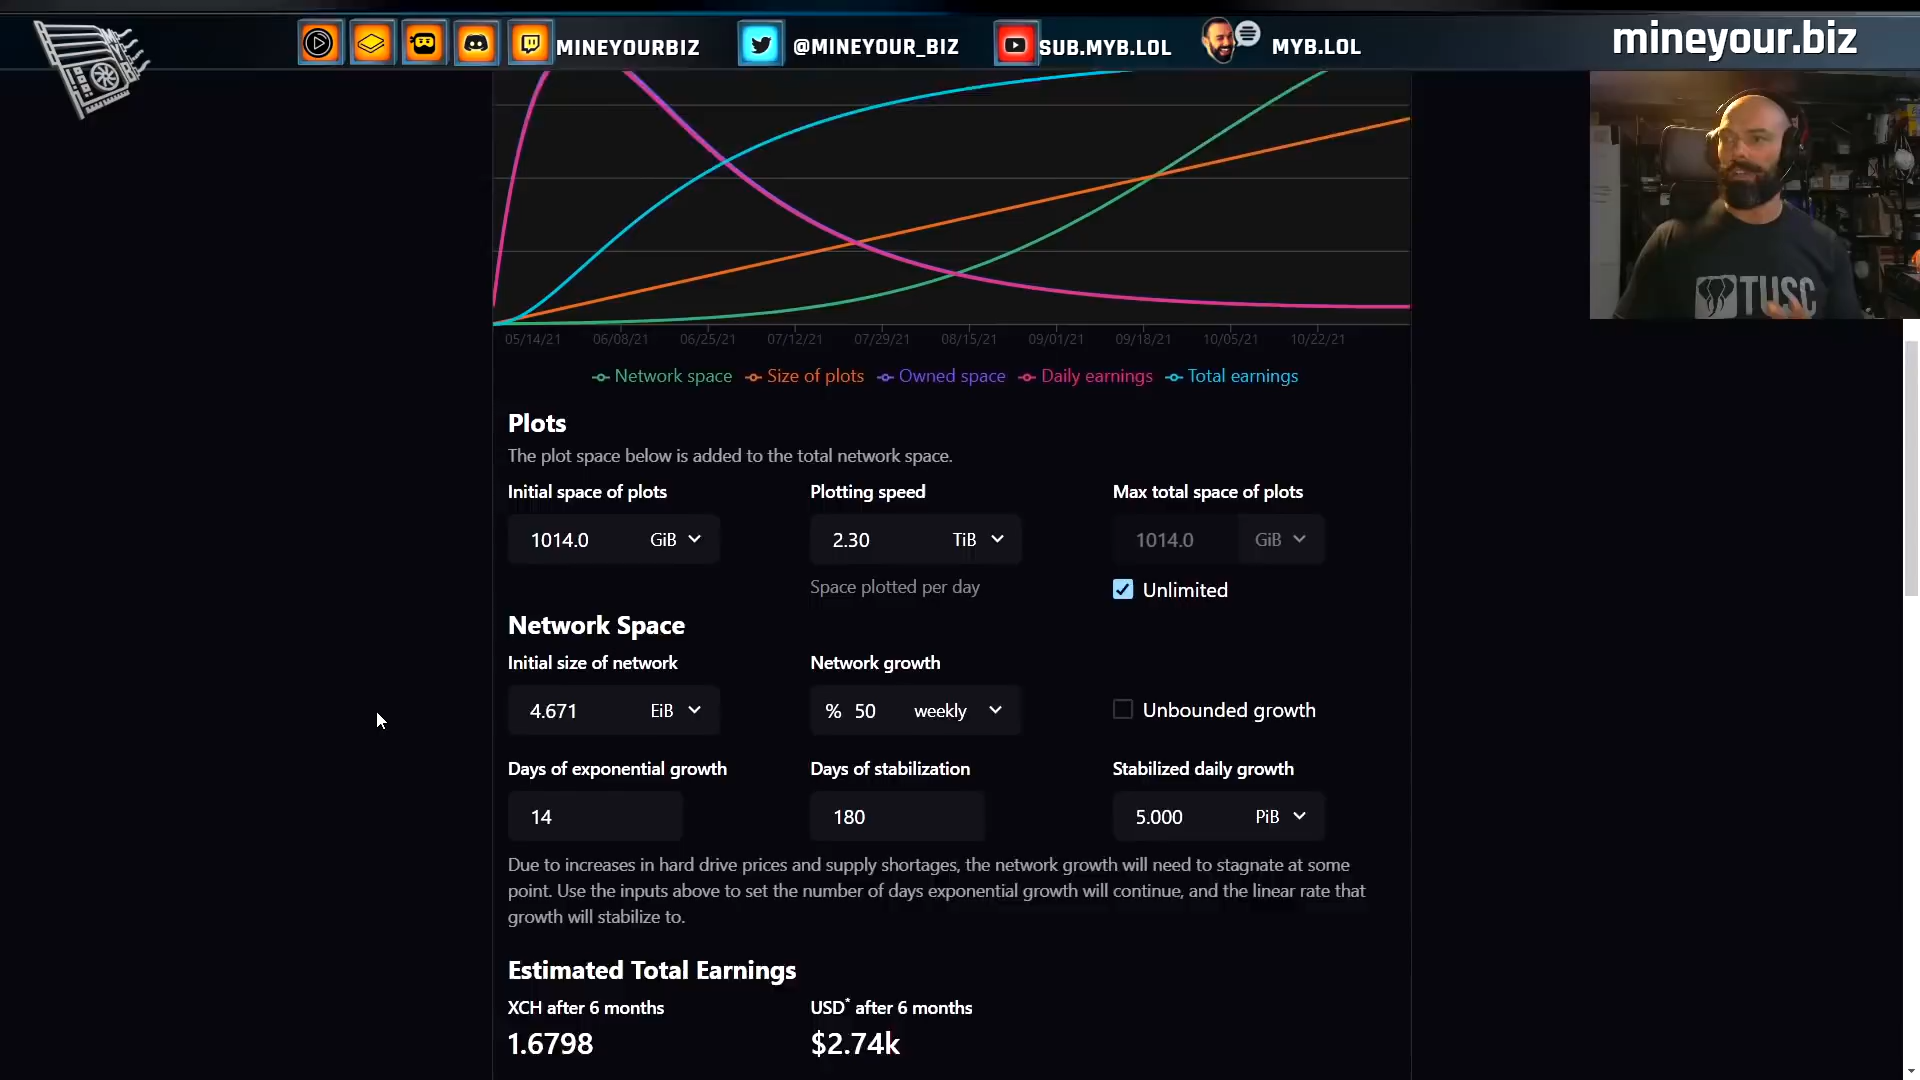 MINEYOURBIZ
@MINEYOUR_BIZ
SUB.MYB.LOL
MYB.LOL
mineyour.biz
TUSC
05/14/21 06/08/21 06/25/21 07/12/21 07/29/21 08/15/21 09/01/21 09/18/21 10/05/21 10/22/21
Network space Size of plots Owned space Daily earnings Total earnings
Plots
The plot space below is added to the total network space.
Initial space of plots Plotting speed Max total space of plots
1014.0 GiB 2.30 TiB 1014.0 GiB
Space plotted per day Unlimited
Network Space
Initial size of network Network growth
4.671 EiB % 50 weekly Unbounded growth
Days of exponential growth Days of stabilization Stabilized daily growth
14 180 5.000 PiB
Due to increases in hard drive prices and supply shortages, the network growth will need to stagnate at some
point. Use the inputs above to set the number of days exponential growth will continue, and the linear rate that
growth will stabilize to.
Estimated Total Earnings
XCH after 6 months USD* after 6 months
1.6798 $2.74k